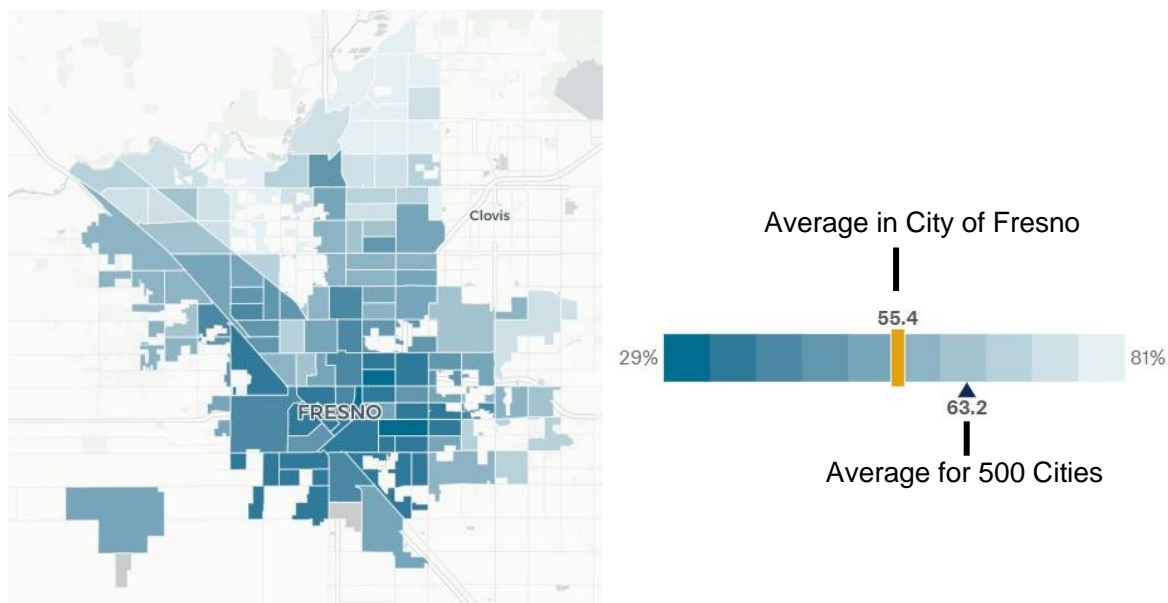 Clovis
FRESNO
Average in City of Fresno
55.4
29%
81%
63.2
Average for 500 Cities